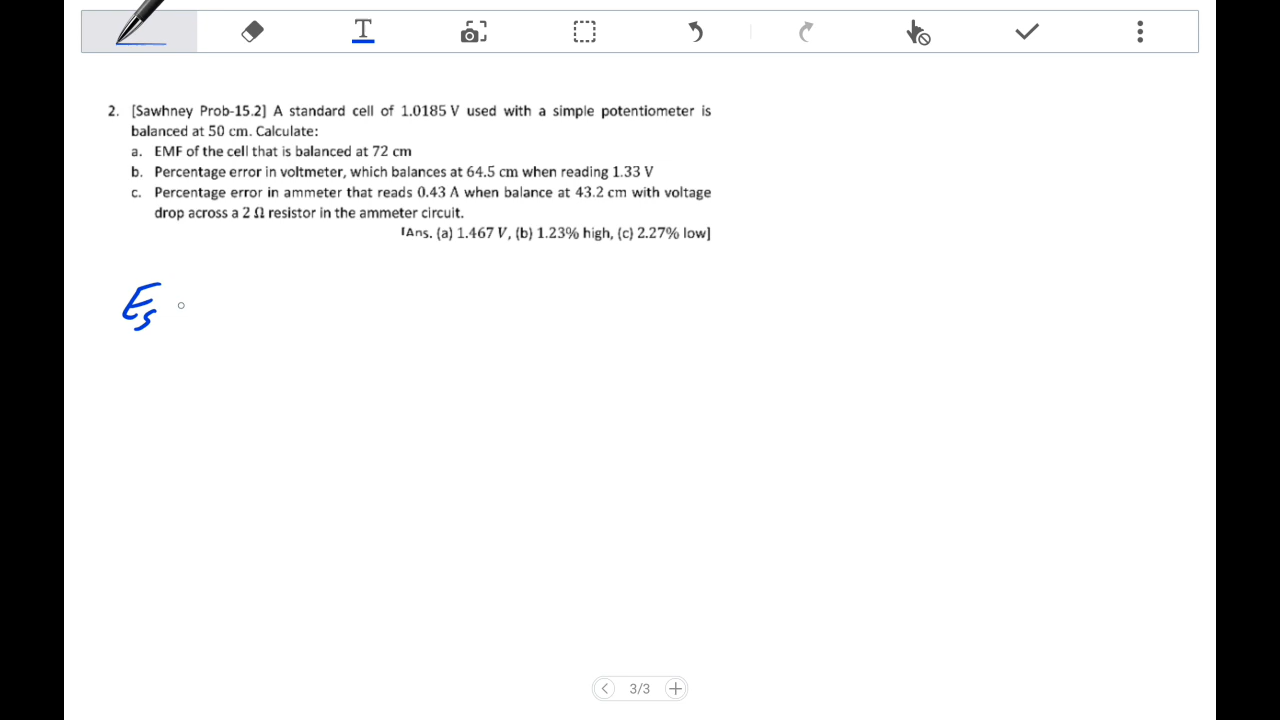 T
2. [Sawhney Prob-15.2] A standard cell of 1.0185 V used with a simple potentiometer is
balanced at 50 cm. Calculate:
a. EMF of the cell that is balanced at 72 cm
b. Percentage error in voltmeter, which balances at 64.5 cm when reading 1.33 V
c. Percentage error in ammeter that reads 0.43 A when balance at 43.2 cm with voltage
drop across a 2 Ω resistor in the ammeter circuit.
[Ans. (a) 1.467 V, (b) 1.23% high, (c) 2.27% low]
Es
3/3